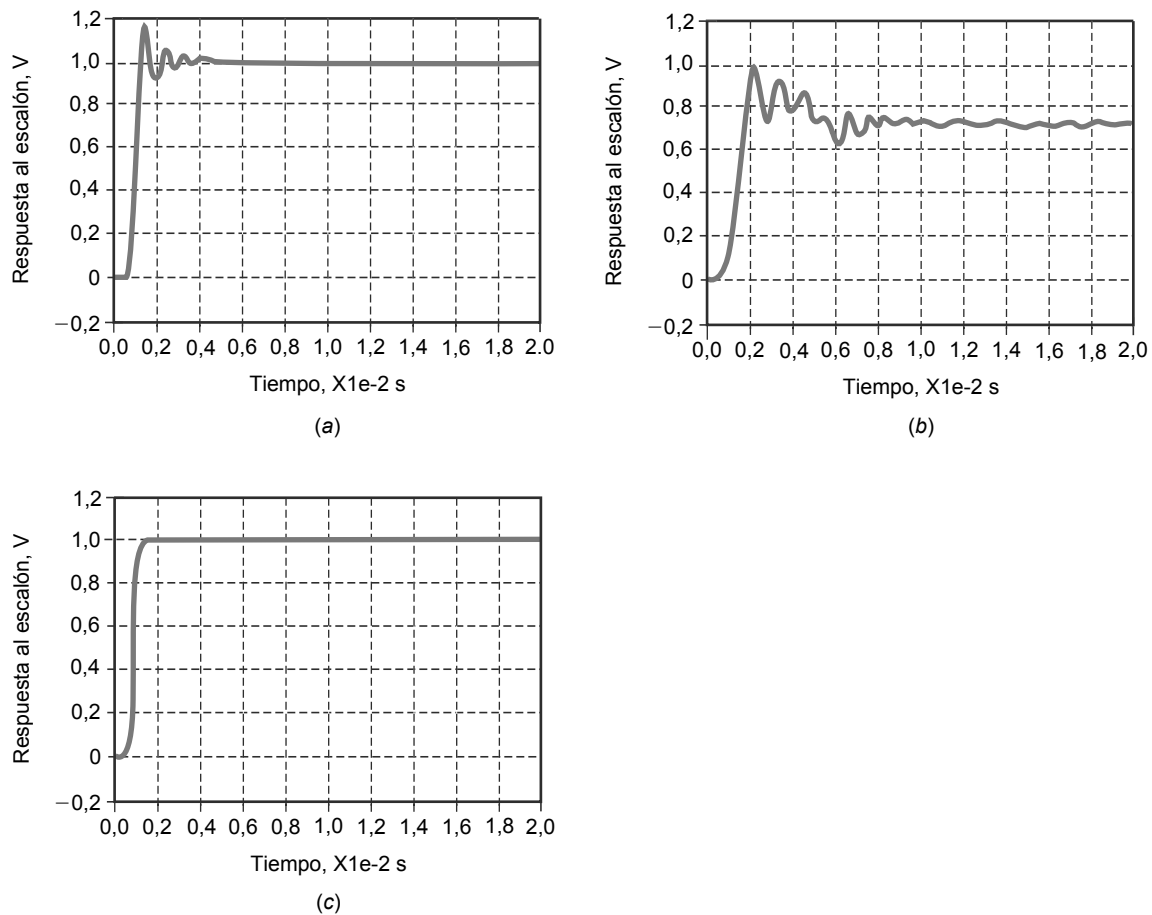 Respuesta al escalón, V
1,2
1,0
0,8
0,6
0,4
0,2
0
−0,2
0,0 0,2 0,4 0,6 0,8 1,0 1,2 1,4 1,6 1,8 2.0
Tiempo, X1e-2 s
(a)
Respuesta al escalón, V
1,2
1,0
0,8
0,6
0,4
0,2
0
−0,2
0,0 0,2 0,4 0,6 0,8 1,0 1,2 1,4 1,6 1,8 2,0
Tiempo, X1e-2 s
(b)
Respuesta al escalón, V
1,2
1,0
0,8
0,6
0,4
0,2
0
−0,2
0,0 0,2 0,4 0,6 0,8 1,0 1,2 1,4 1,6 1,8 2,0
Tiempo, X1e-2 s
(c)